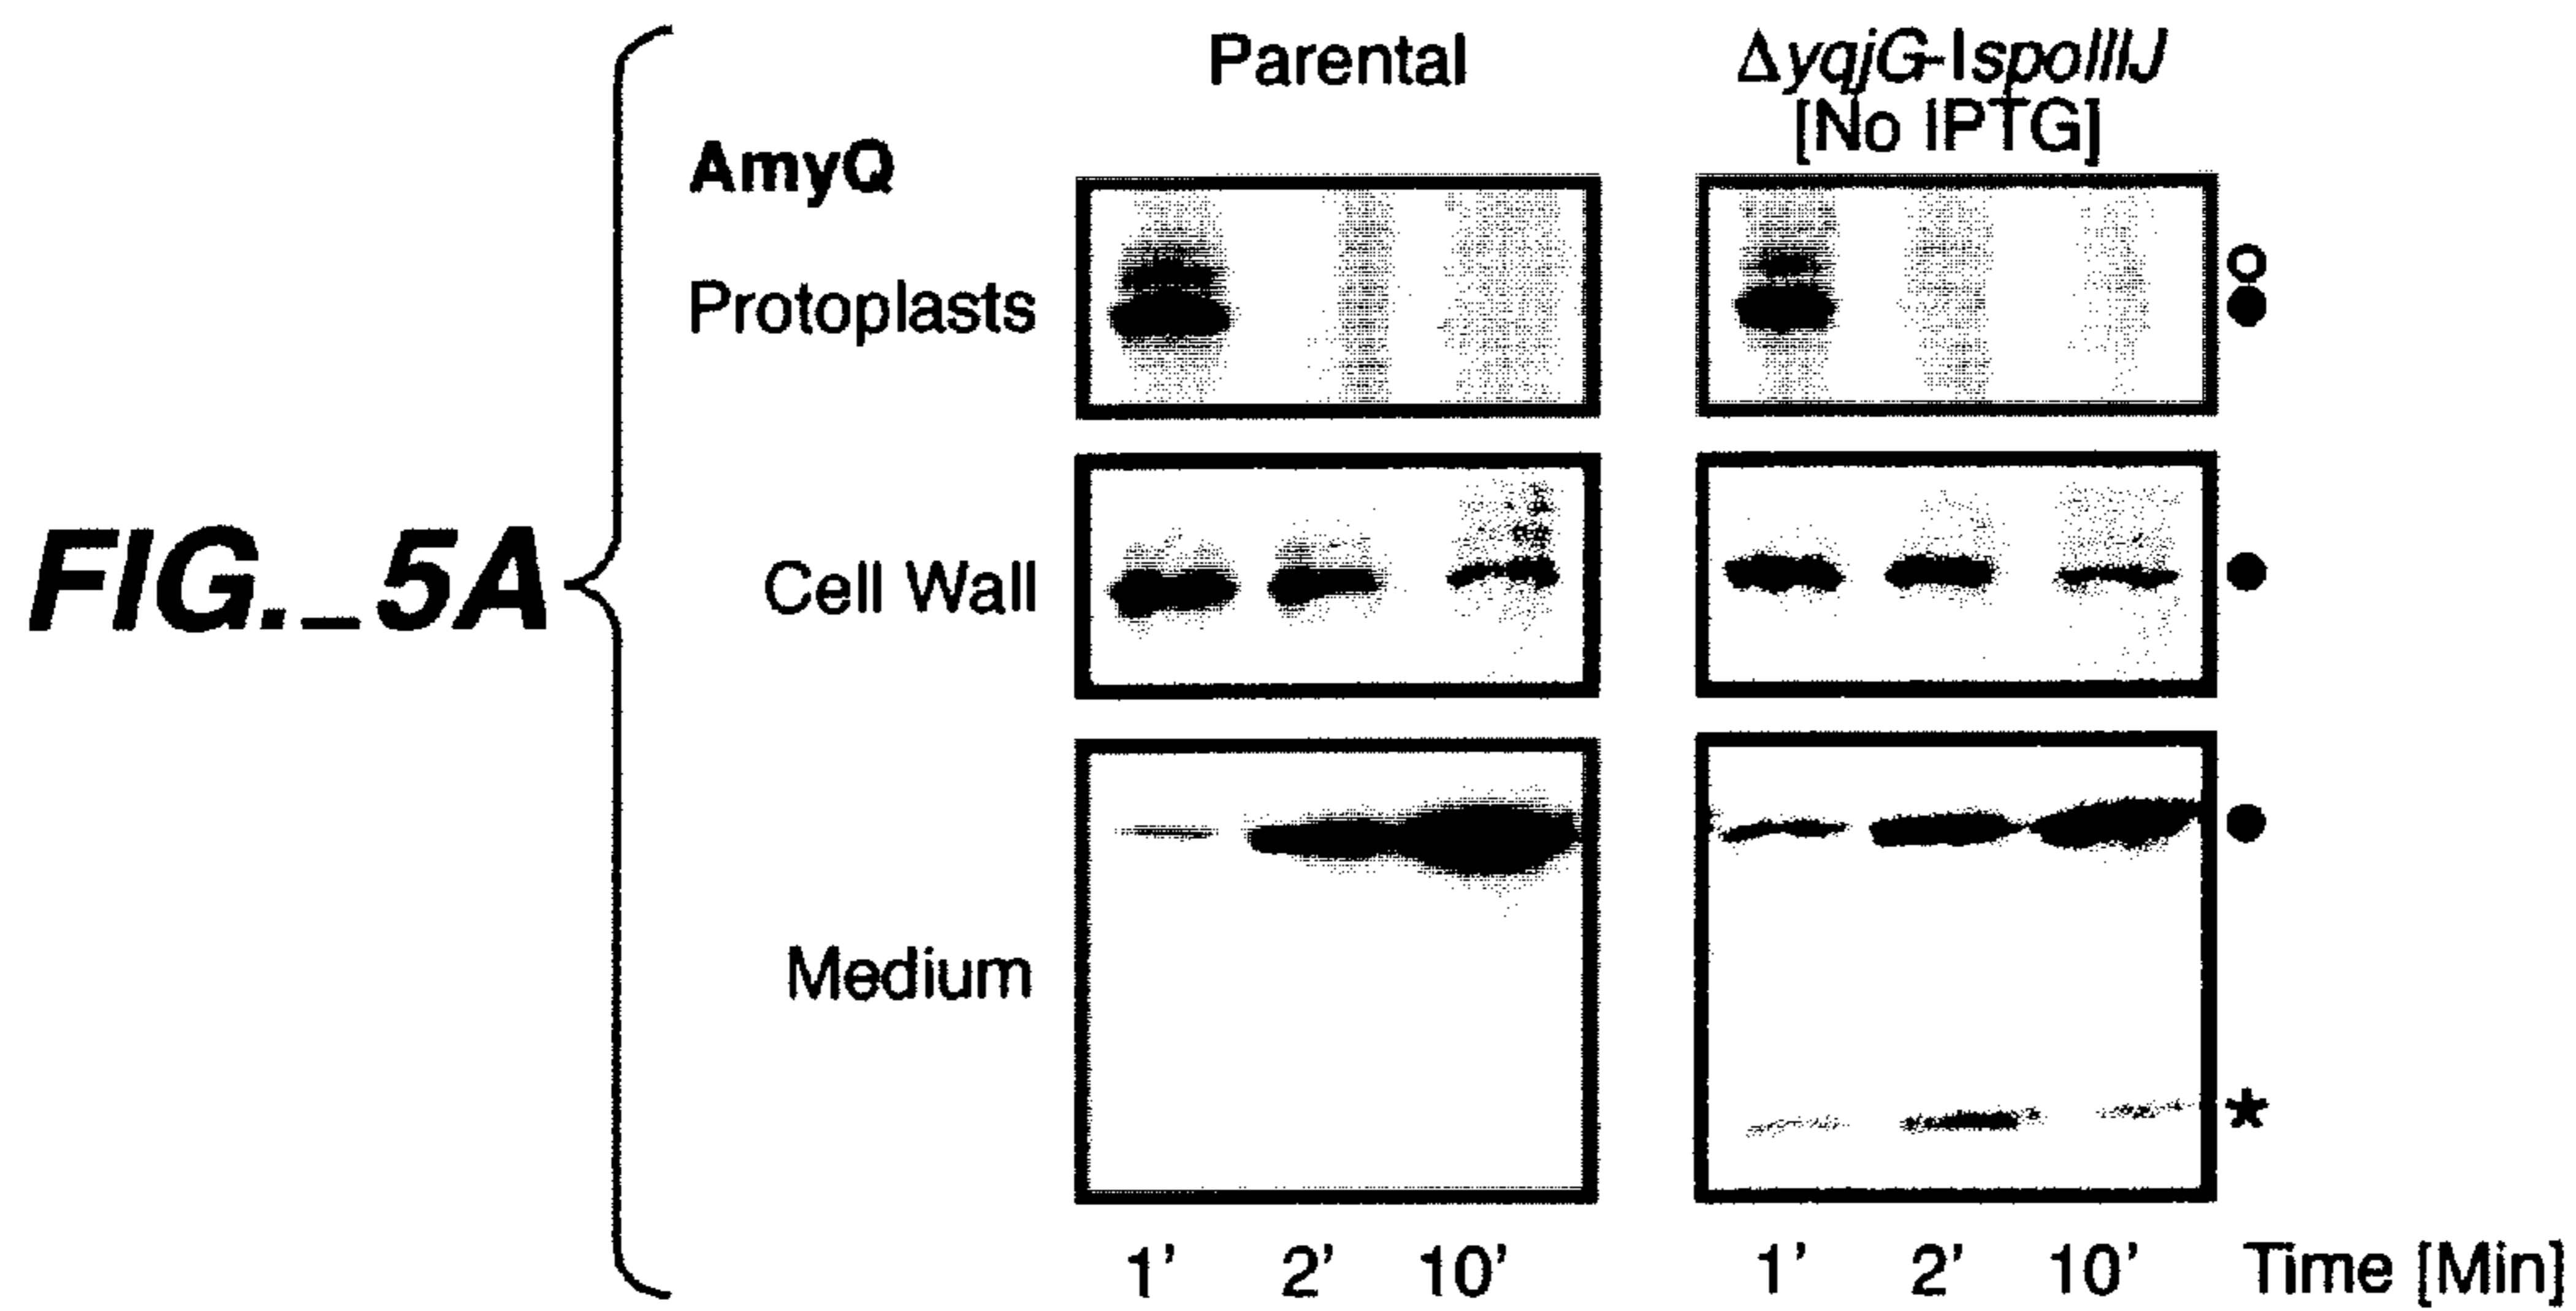 FIG._5A
Parental
ΔyqjG-IspoIIIJ
[No IPTG]
AmyQ
Protoplasts
Cell Wall
Medium
*
1' 2' 10' 1' 2' 10' Time [Min]